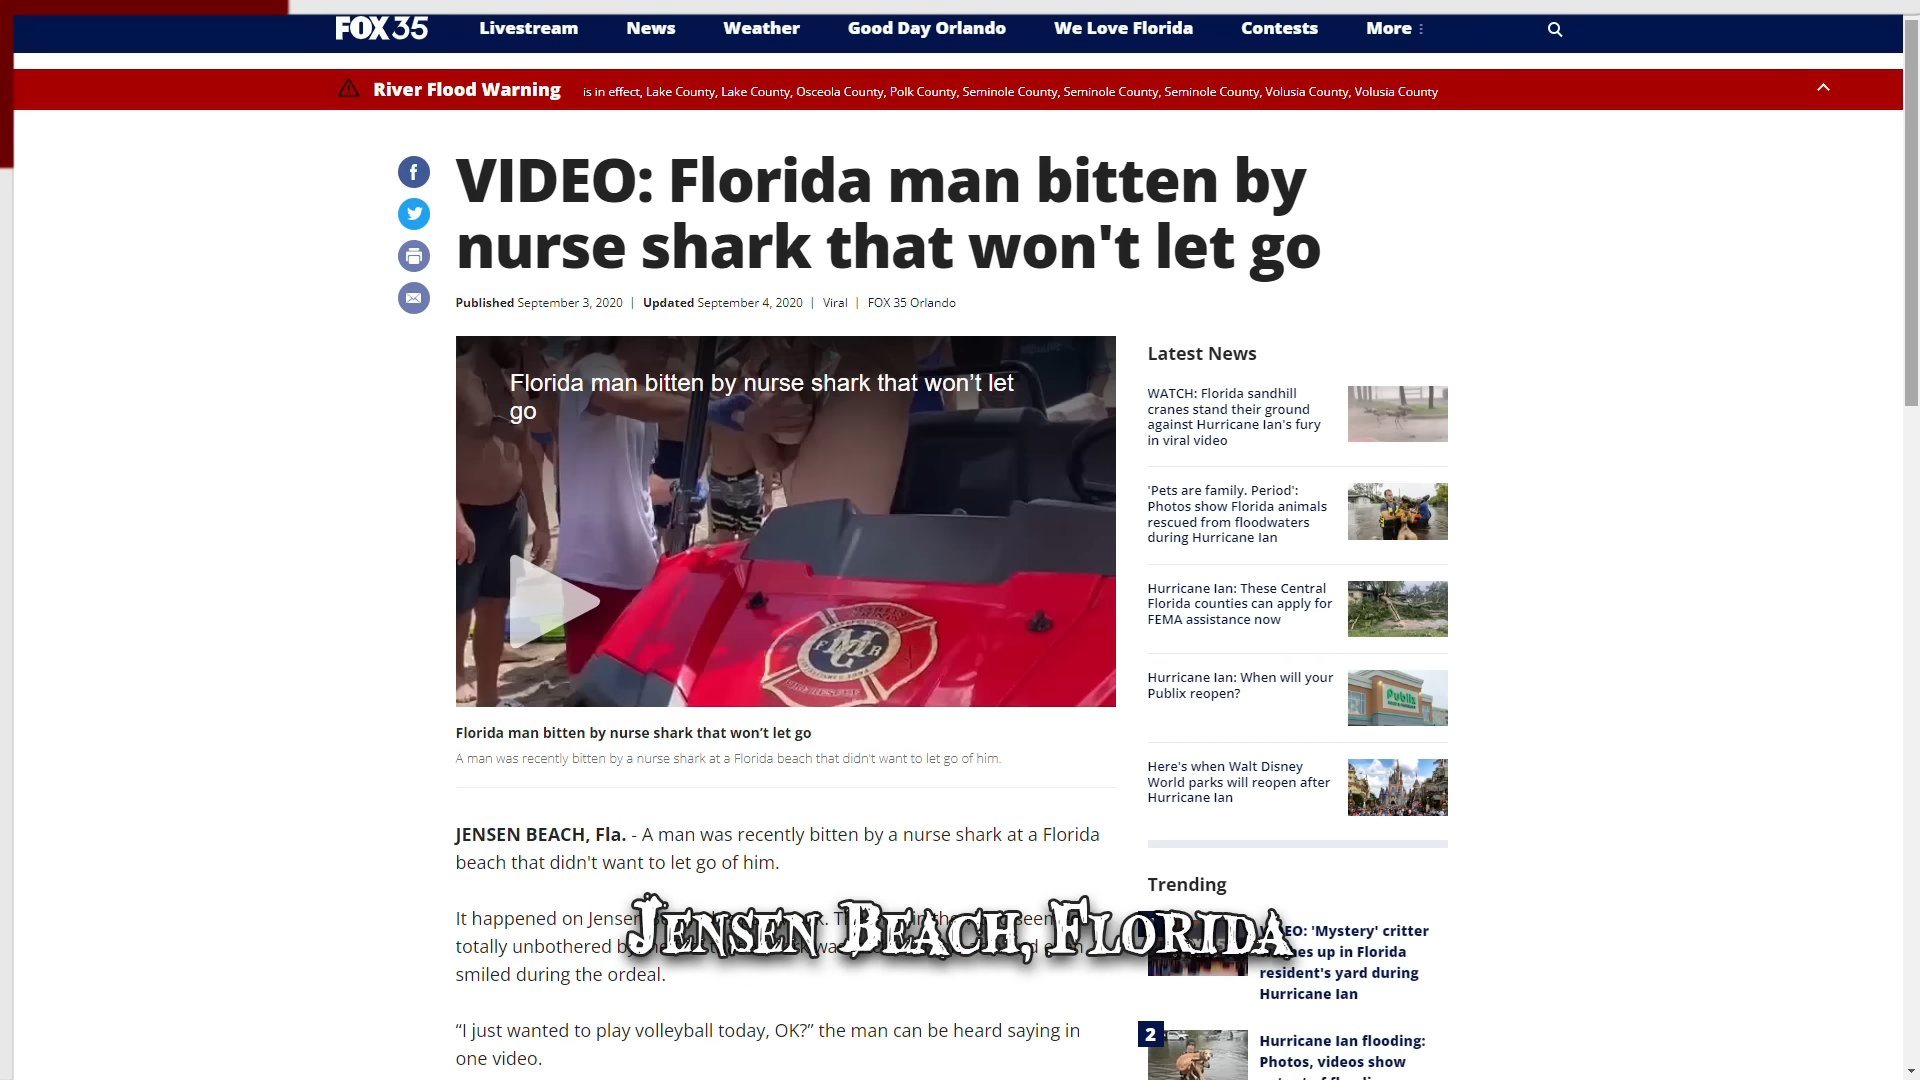 FOX 35
Livestream
News
Weather
Good Day Orlando
We Love Florida
Contests
More
River Flood Warning
is in effect, Lake County, Lake County, Osceola County, Polk County, Seminole County, Seminole County, Seminole County, Volusia County, Volusia County
VIDEO: Florida man bitten by
nurse shark that won't let go
Published September 3, 2020 | Updated September 4, 2020 | Viral | FOX 35 Orlando
Florida man bitten by nurse shark that won’t let
go
Florida man bitten by nurse shark that won’t let go
A man was recently bitten by a nurse shark at a Florida beach that didn't want to let go of him.
JENSEN BEACH, Fla. - A man was recently bitten by a nurse shark at a Florida
beach that didn't want to let go of him.
It happened on Jensen
totally unbothered
smiled during the ordeal.
“I just wanted to play volleyball today, OK?” the man can be heard saying in
one video.
Jensen Beach, Florida
Latest News
WATCH: Florida sandhill
cranes stand their ground
against Hurricane Ian's fury
in viral video
'Pets are family. Period':
Photos show Florida animals
rescued from floodwaters
during Hurricane Ian
Hurricane Ian: These Central
Florida counties can apply for
FEMA assistance now
Hurricane Ian: When will your
Publix reopen?
Publix
Here's when Walt Disney
World parks will reopen after
Hurricane Ian
Trending
'Mystery' critter
up in Florida
resident's yard during
Hurricane Ian
2
Hurricane Ian flooding:
Photos, videos show